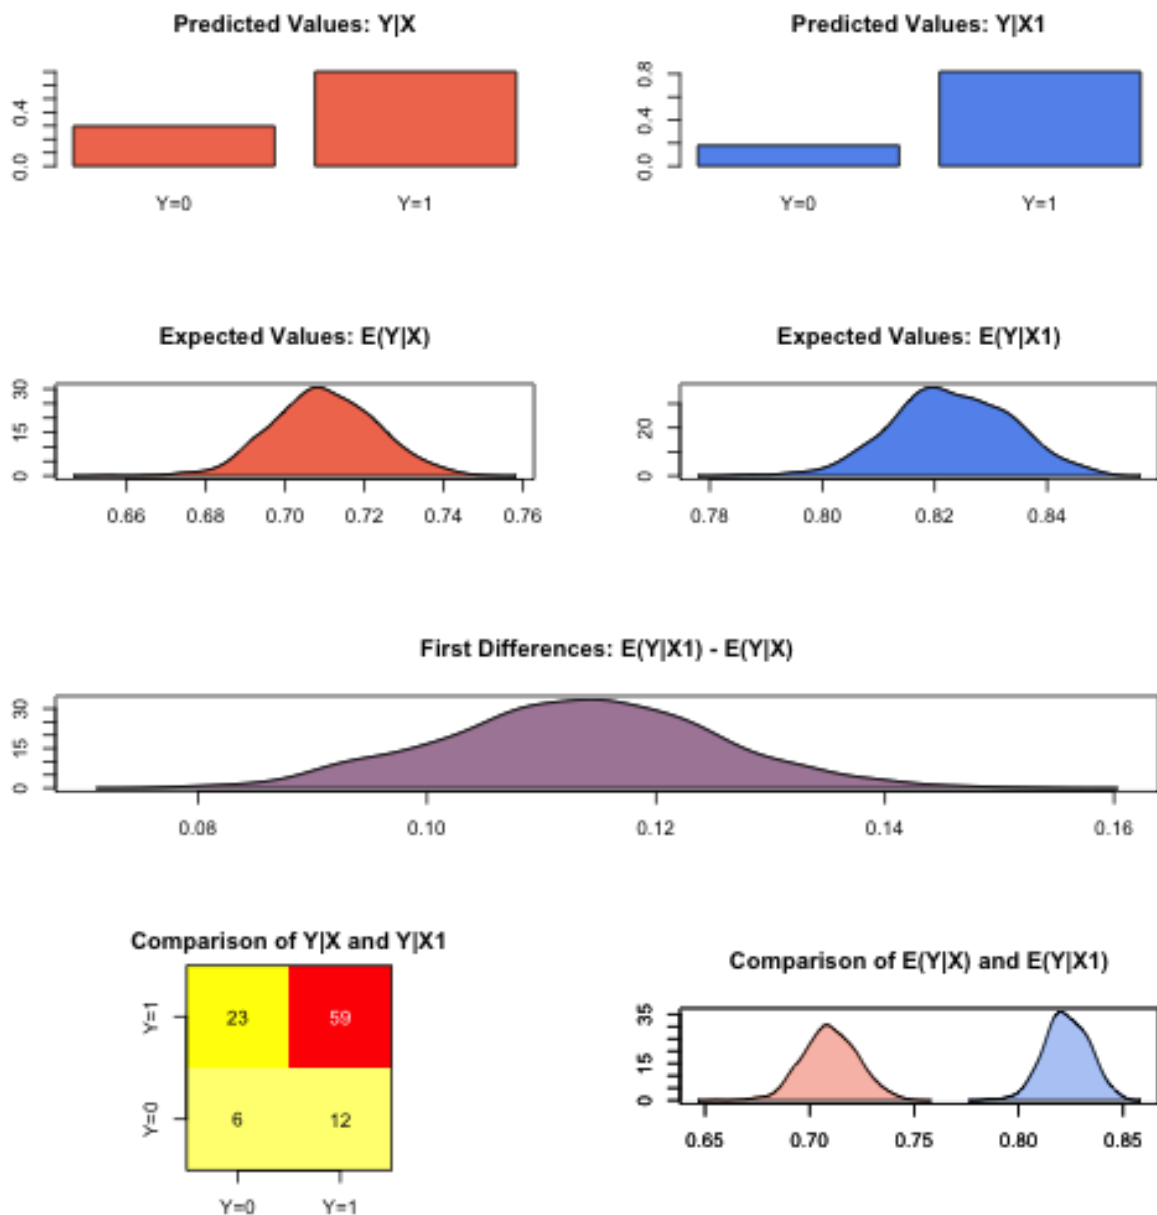 Predicted Values: Y|X
0.0 0.4
Y=0 Y=1
Predicted Values: Y|X1
0.0 0.4 0.8
Y=0 Y=1
Expected Values: E(Y|X)
0 15 30
0.66 0.68 0.70 0.72 0.74 0.76
Expected Values: E(Y|X1)
0 20
0.78 0.80 0.82 0.84
First Differences: E(Y|X1) - E(Y|X)
0 15 30
0.08 0.10 0.12 0.14 0.16
Comparison of Y|X and Y|X1
Y=1
23 59
Y=0
6 12
Y=0 Y=1
Comparison of E(Y|X) and E(Y|X1)
0 15 35
0.65 0.70 0.75 0.80 0.85